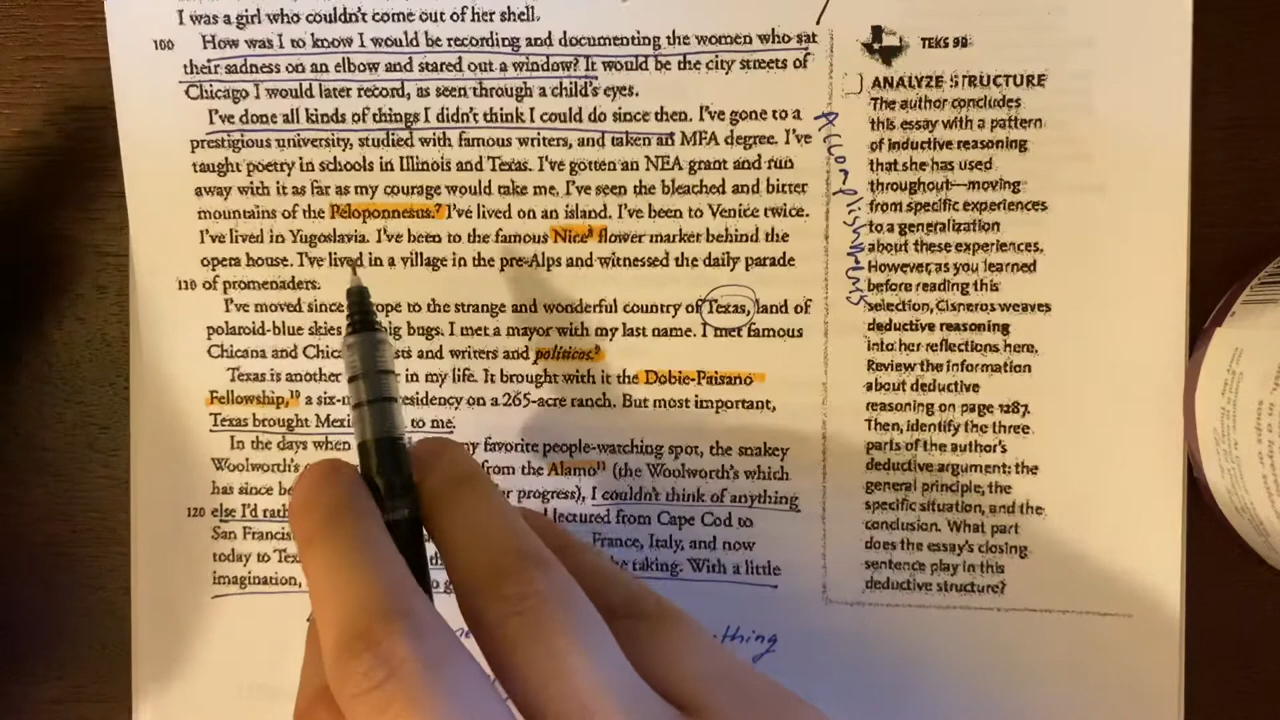 I was a girl who couldn't come out of her shell.
100 How was I to know I would be recording and documenting the women who sat
their sadness on an elbow and stared out a window? It would be the city streets of
Chicago I would later record, as seen through a child's eyes.
I've done all kinds of things I didn't think I could do since then. I've gone to a
prestigious university, studied with famous writers, and taken an MFA degree. I've
taught poetry in schools in Illinois and Texas. I've gotten an NEA grant and run
away with it as far as my courage would take me. I've seen the bleached and bitter
mountains of the Peloponnesus.7 I've lived on an island. I've been to Venice twice.
I've lived in Yugoslavia. I've been to the famous Nice8 flower market behind the
opera house. I've lived in a village in the pre-Alps and witnessed the daily parade
110 of promenaders.
I've moved since ope to the strange and wonderful country of Texas, land of
polaroid-blue skies big bugs. I met a mayor with my last name. I met famous
Chicana and Chic sts and writers and políticos.9
Texas is another r in my life. It brought with it the Dobie-Paisano
Fellowship,10 a six-m esidency on a 265-acre ranch. But most important,
Texas brought Mexi to me.
In the days when my favorite people-watching spot, the snakey
Woolworth's from the Alamo11 (the Woolworth's which
has since be r progress), I couldn't think of anything
120 else I'd rath lectured from Cape Cod to
San Francis France, Italy, and now
today to Tex e taking. With a little
imagination,
thing
TEKS 9B
ANALYZE STRUCTURE
The author concludes
this essay with a pattern
of inductive reasoning
that she has used
throughout—moving
from specific experiences
to a generalization
about these experiences.
However, as you learned
before reading this
selection, Cisneros weaves
deductive reasoning
into her reflections here.
Review the information
about deductive
reasoning on page 1287.
Then, identify the three
parts of the author's
deductive argument: the
general principle, the
specific situation, and the
conclusion. What part
does the essay's closing
sentence play in this
deductive structure?
Accomplishments